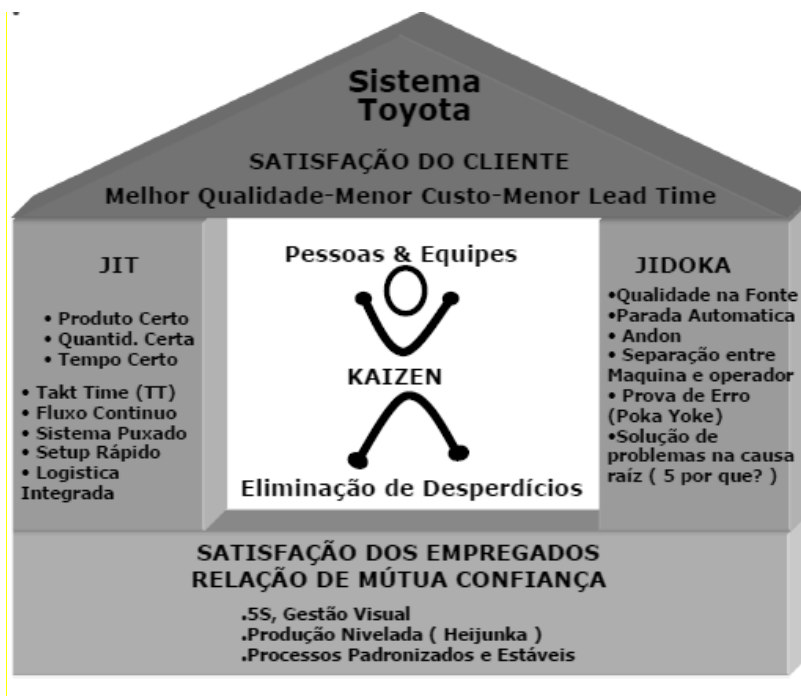 Sistema
Toyota
SATISFAÇÃO DO CLIENTE
Melhor Qualidade-Menor Custo-Menor Lead Time
JIT
• Produto Certo
• Quantid. Certa
• Tempo Certo
• Takt Time (TT)
• Fluxo Continuo
• Sistema Puxado
• Setup Rápido
• Logistica
Integrada
Pessoas & Equipes
KAIZEN
Eliminação de Desperdícios
JIDOKA
•Qualidade na Fonte
•Parada Automatica
• Andon
• Separação entre
Maquina e operador
• Prova de Erro
(Poka Yoke)
•Solução de
problemas na causa
raíz ( 5 por que? )
SATISFAÇÃO DOS EMPREGADOS
RELAÇÃO DE MÚTUA CONFIANÇA
.5S, Gestão Visual
.Produção Nivelada ( Heijunka )
.Processos Padronizados e Estáveis